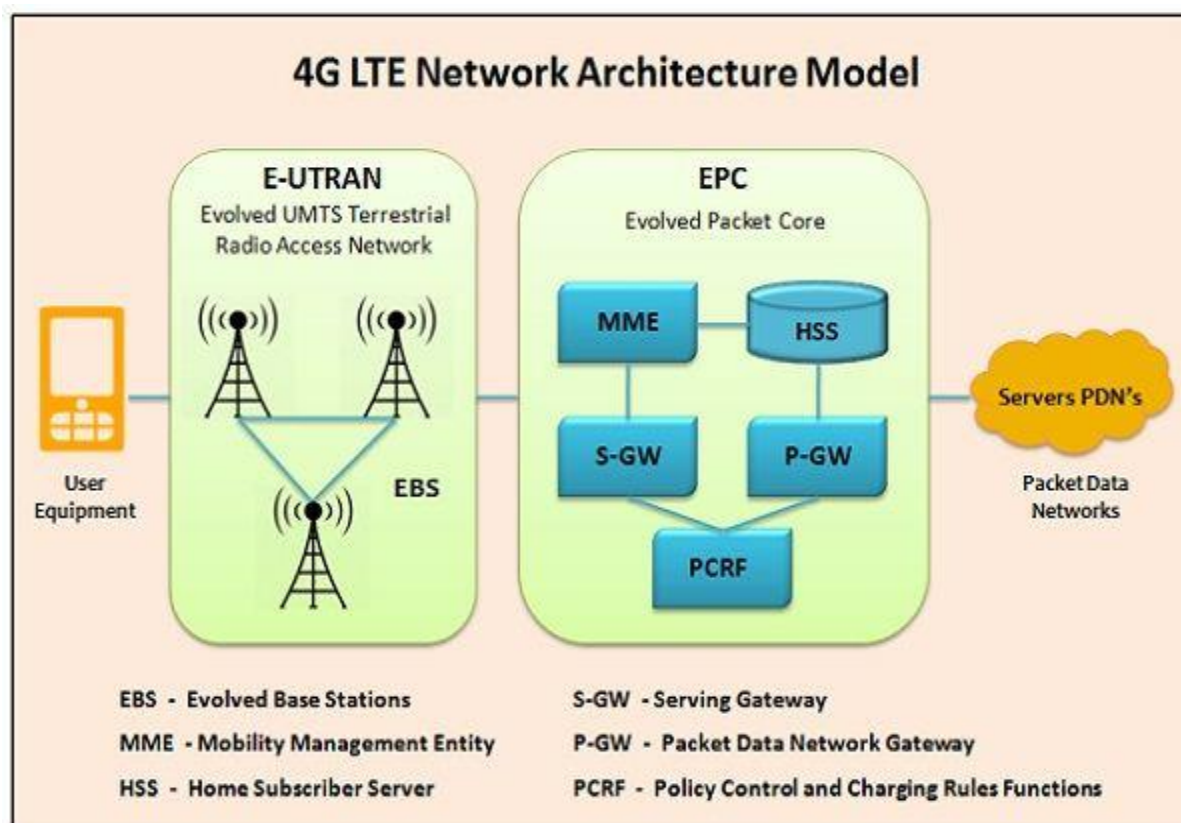 4G LTE Network Architecture Model
E-UTRAN
Evolved UMTS Terrestrial
Radio Access Network
EBS
EPC
Evolved Packet Core
MME
HSS
S-GW
P-GW
PCRF
User
Equipment
Servers PDN's
Packet Data
Networks
EBS - Evolved Base Stations
MME - Mobility Management Entity
HSS - Home Subscriber Server
S-GW - Serving Gateway
P-GW - Packet Data Network Gateway
PCRF - Policy Control and Charging Rules Functions